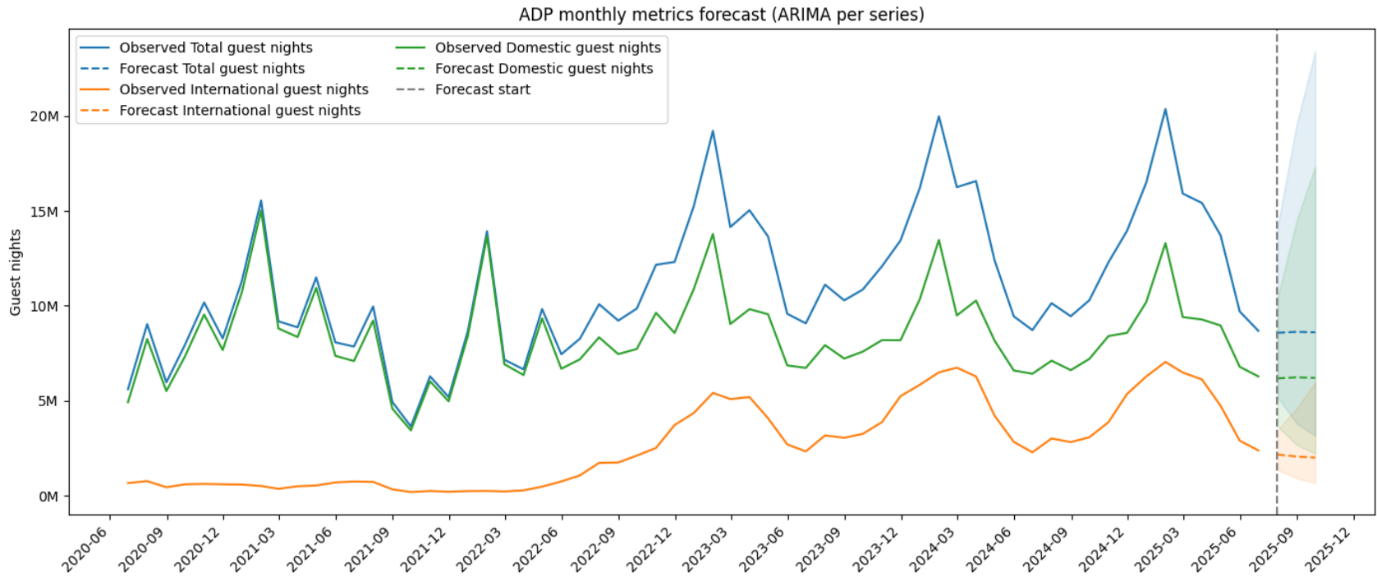 ADP monthly metrics forecast (ARIMA per series)
Observed Total guest nights
Forecast Total guest nights
Observed International guest nights
Forecast International guest nights
Observed Domestic guest nights
Forecast Domestic guest nights
Forecast start
Guest nights
20M
15M
10M
5M
0M
2020-06
2020-09
2020-12
2021-03
2021-06
2021-09
2021-12
2022-03
2022-06
2022-09
2022-12
2023-03
2023-06
2023-09
2023-12
2024-03
2024-06
2024-09
2024-12
2025-03
2025-06
2025-09
2025-12